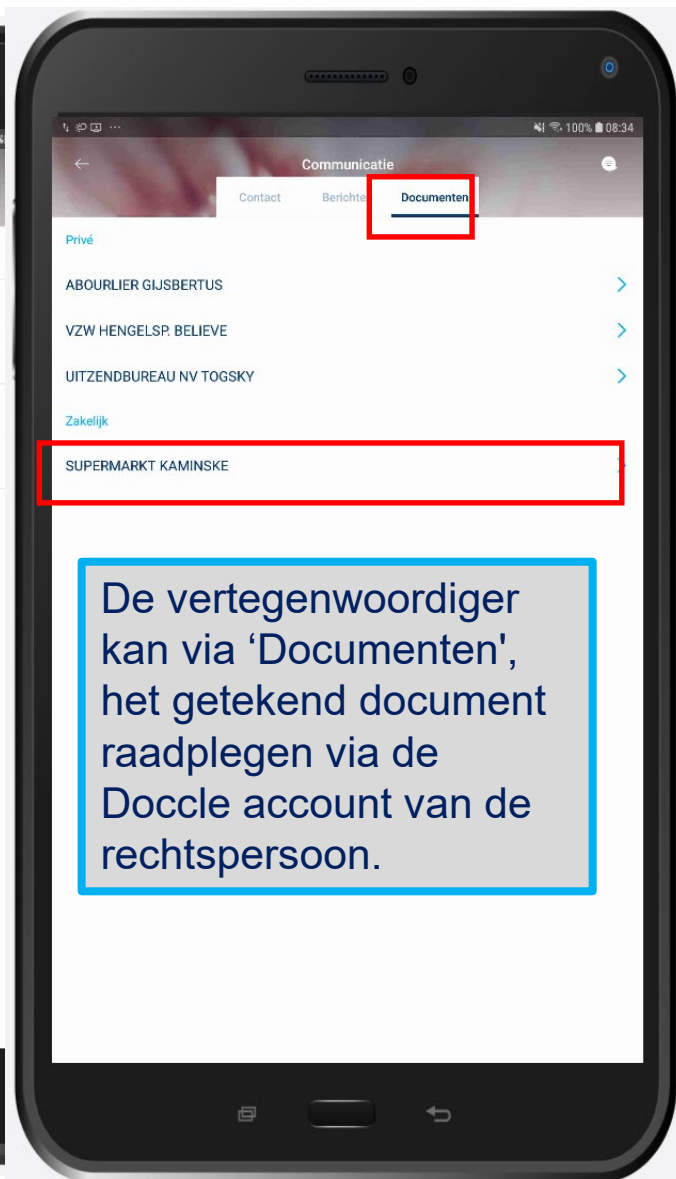 100% 08:34
Communicatie
Contact Berichte Documenten
Privé
ABOURLIER GIJSBERTUS
VZW HENGELSP. BELIEVE
UITZENDBUREAU NV TOGSKY
Zakelijk
SUPERMARKT KAMINSKE
De vertegenwoordiger
kan via ‘Documenten',
het getekend document
raadplegen via de
Doccle account van de
rechtspersoon.